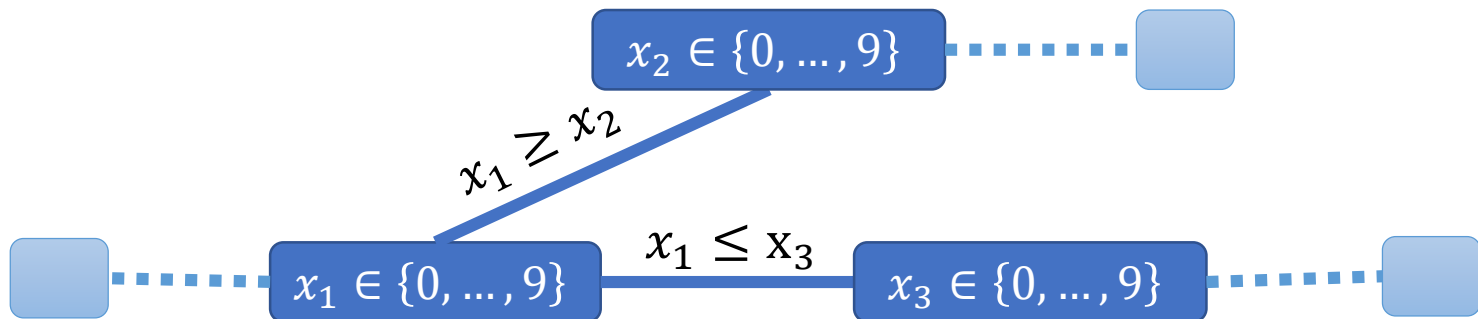 x₂ ∈ {0, … , 9}
x₁ ≥ x₂
x₁ ≤ x₃
x₁ ∈ {0, … , 9}
x₃ ∈ {0, … , 9}